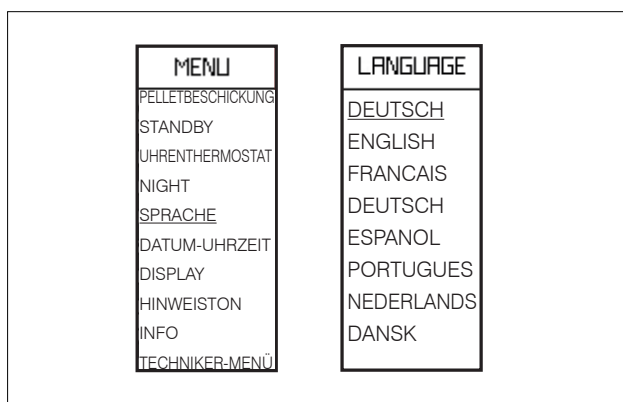 MENU
PELLETBESCHICKUNG
STANDBY
UHRENTHERMOSTAT
NIGHT
SPRACHE
DATUM-UHRZEIT
DISPLAY
HINWEISTON
INFO
TECHNIKER-MENÜ
LANGUAGE
DEUTSCH
ENGLISH
FRANCAIS
DEUTSCH
ESPANOL
PORTUGUES
NEDERLANDS
DANSK